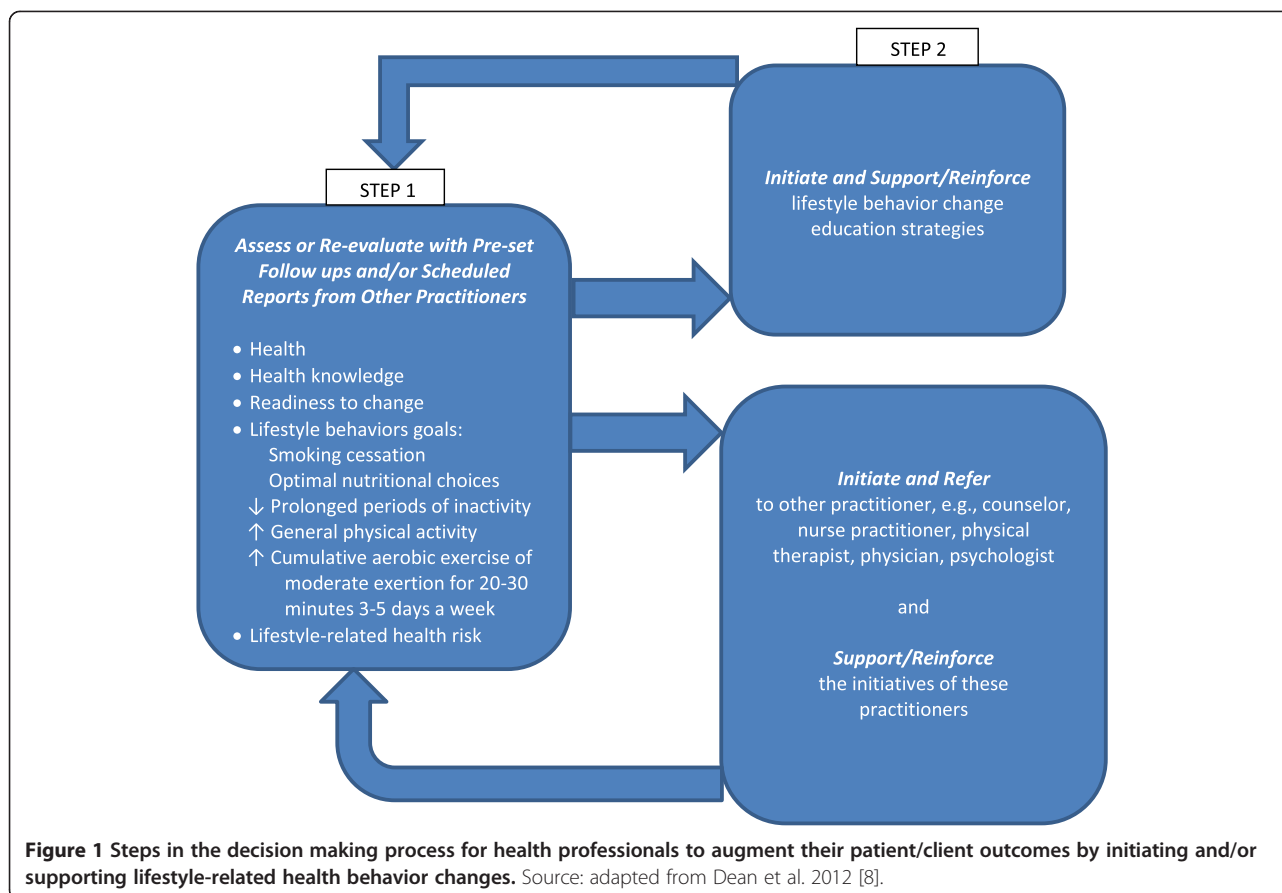 STEP 1
Assess or Re-evaluate with Pre-set
Follow ups and/or Scheduled
Reports from Other Practitioners
• Health
• Health knowledge
• Readiness to change
• Lifestyle behaviors goals:
Smoking cessation
Optimal nutritional choices
↓ Prolonged periods of inactivity
↑ General physical activity
↑ Cumulative aerobic exercise of
moderate exertion for 20-30
minutes 3-5 days a week
• Lifestyle-related health risk
STEP 2
Initiate and Support/Reinforce
lifestyle behavior change
education strategies
Initiate and Refer
to other practitioner, e.g., counselor,
nurse practitioner, physical
therapist, physician, psychologist
and
Support/Reinforce
the initiatives of these
practitioners
Figure 1 Steps in the decision making process for health professionals to augment their patient/client outcomes by initiating and/or
supporting lifestyle-related health behavior changes. Source: adapted from Dean et al. 2012 [8].